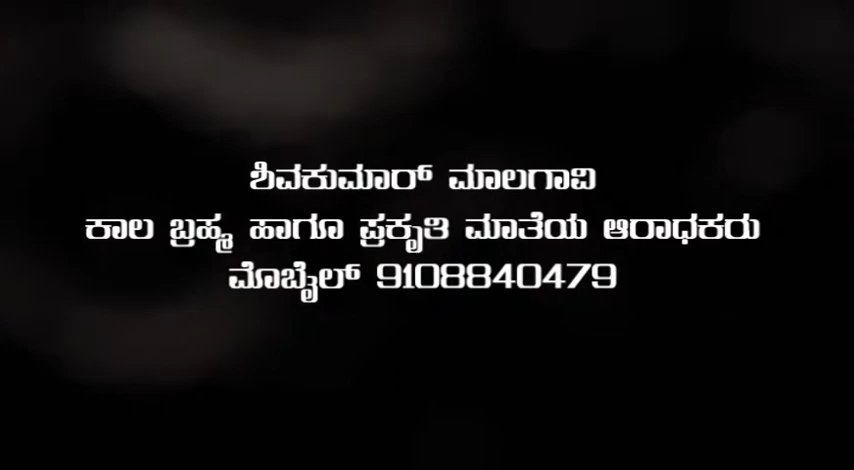 ಶಿವಕುಮಾರ್ ಮಾಲಗಾವಿ
ಕಾಲ ಬ್ರಹ್ಮ ಹಾಗೂ ಪ್ರಕೃತಿ ಮಾತೆಯ ಆರಾಧಕರು
ಮೊಬೈಲ್ 9108840479